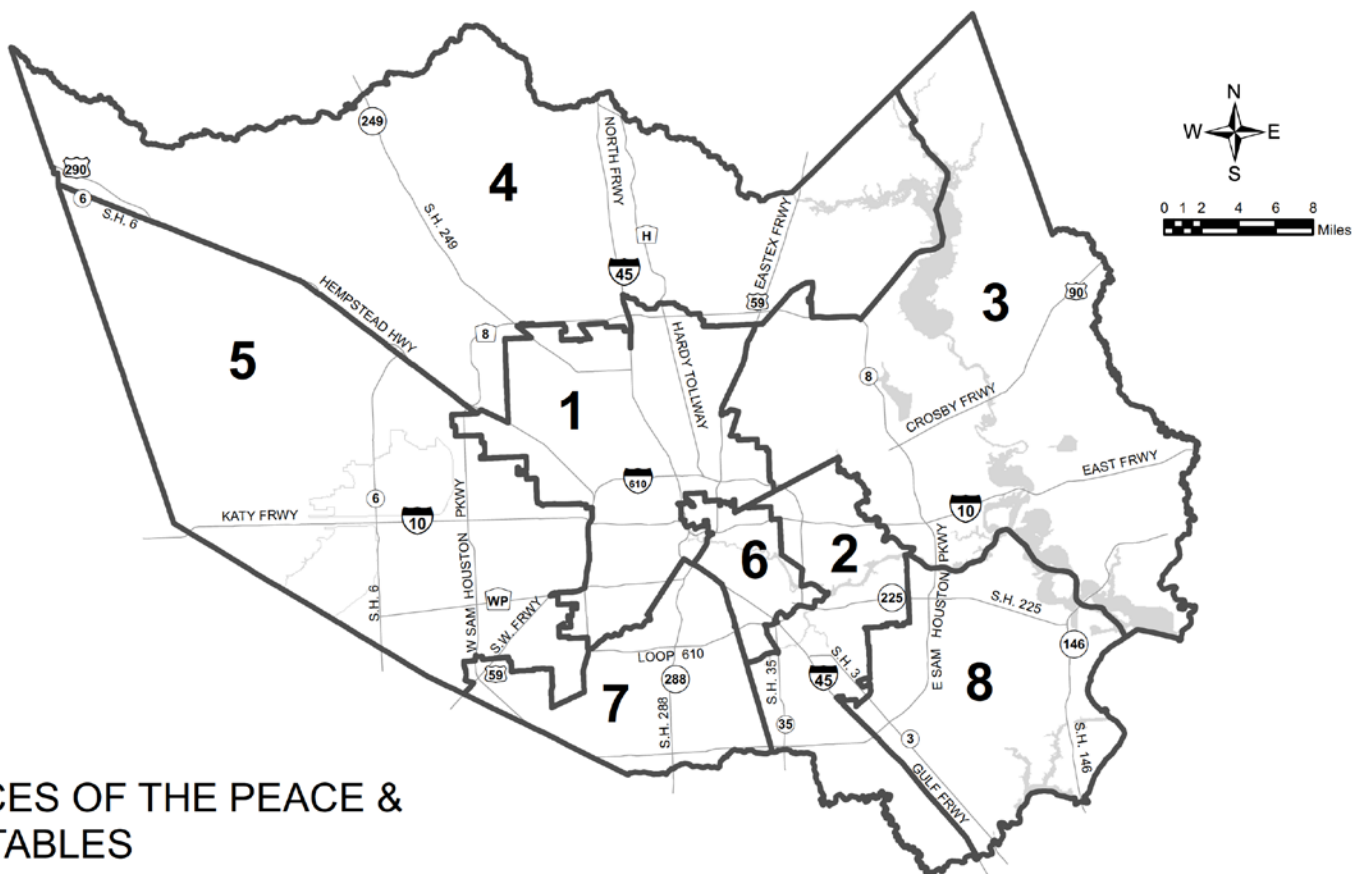 N
W E
S
0 1 2 4 6 8
Miles
249
4
NORTH FRWY
290
6
S.H. 6
S.H. 249
H
45
EASTEX FRWY
59
3
90
HEMPSTEAD HWY
8
HARDY TOLLWAY
5
1
8
CROSBY FRWY
610
EAST FRWY
6
KATY FRWY
10
W SAM HOUSTON PKWY
10
6
2
E SAM HOUSTON PKWY
WP
225
S.H. 225
S.H. 6
S.W. FRWY
146
59
LOOP 610
S.H. 35
S.H. 3
288
45
8
7
S.H. 288
35
3
S.H. 146
GULF FRWY
CES OF THE PEACE &
TABLES